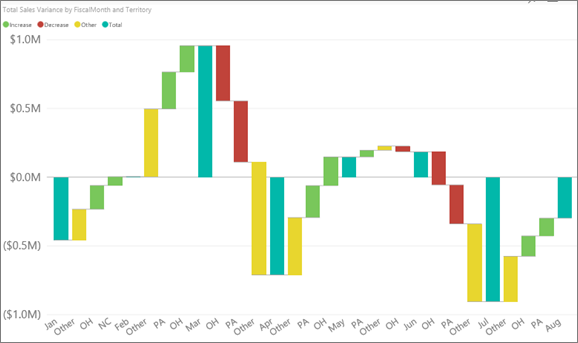 Total Sales Variance by FiscalMonth and Territory
Increase Decrease Other Total
$1.0M
$0.5M
$0.0M
($0.5M)
($1.0M)
Jan Other OH NC Feb Other PA OH Mar OH PA Other Apr Other PA OH May PA Other OH Jun OH PA Other Jul Other OH PA Aug